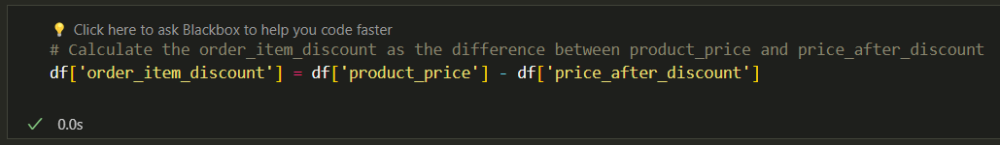 💡 Click here to ask Blackbox to help you code faster
# Calculate the order_item_discount as the difference between product_price and price_after_discount
df['order_item_discount'] = df['product_price'] - df['price_after_discount']
✓ 0.0s